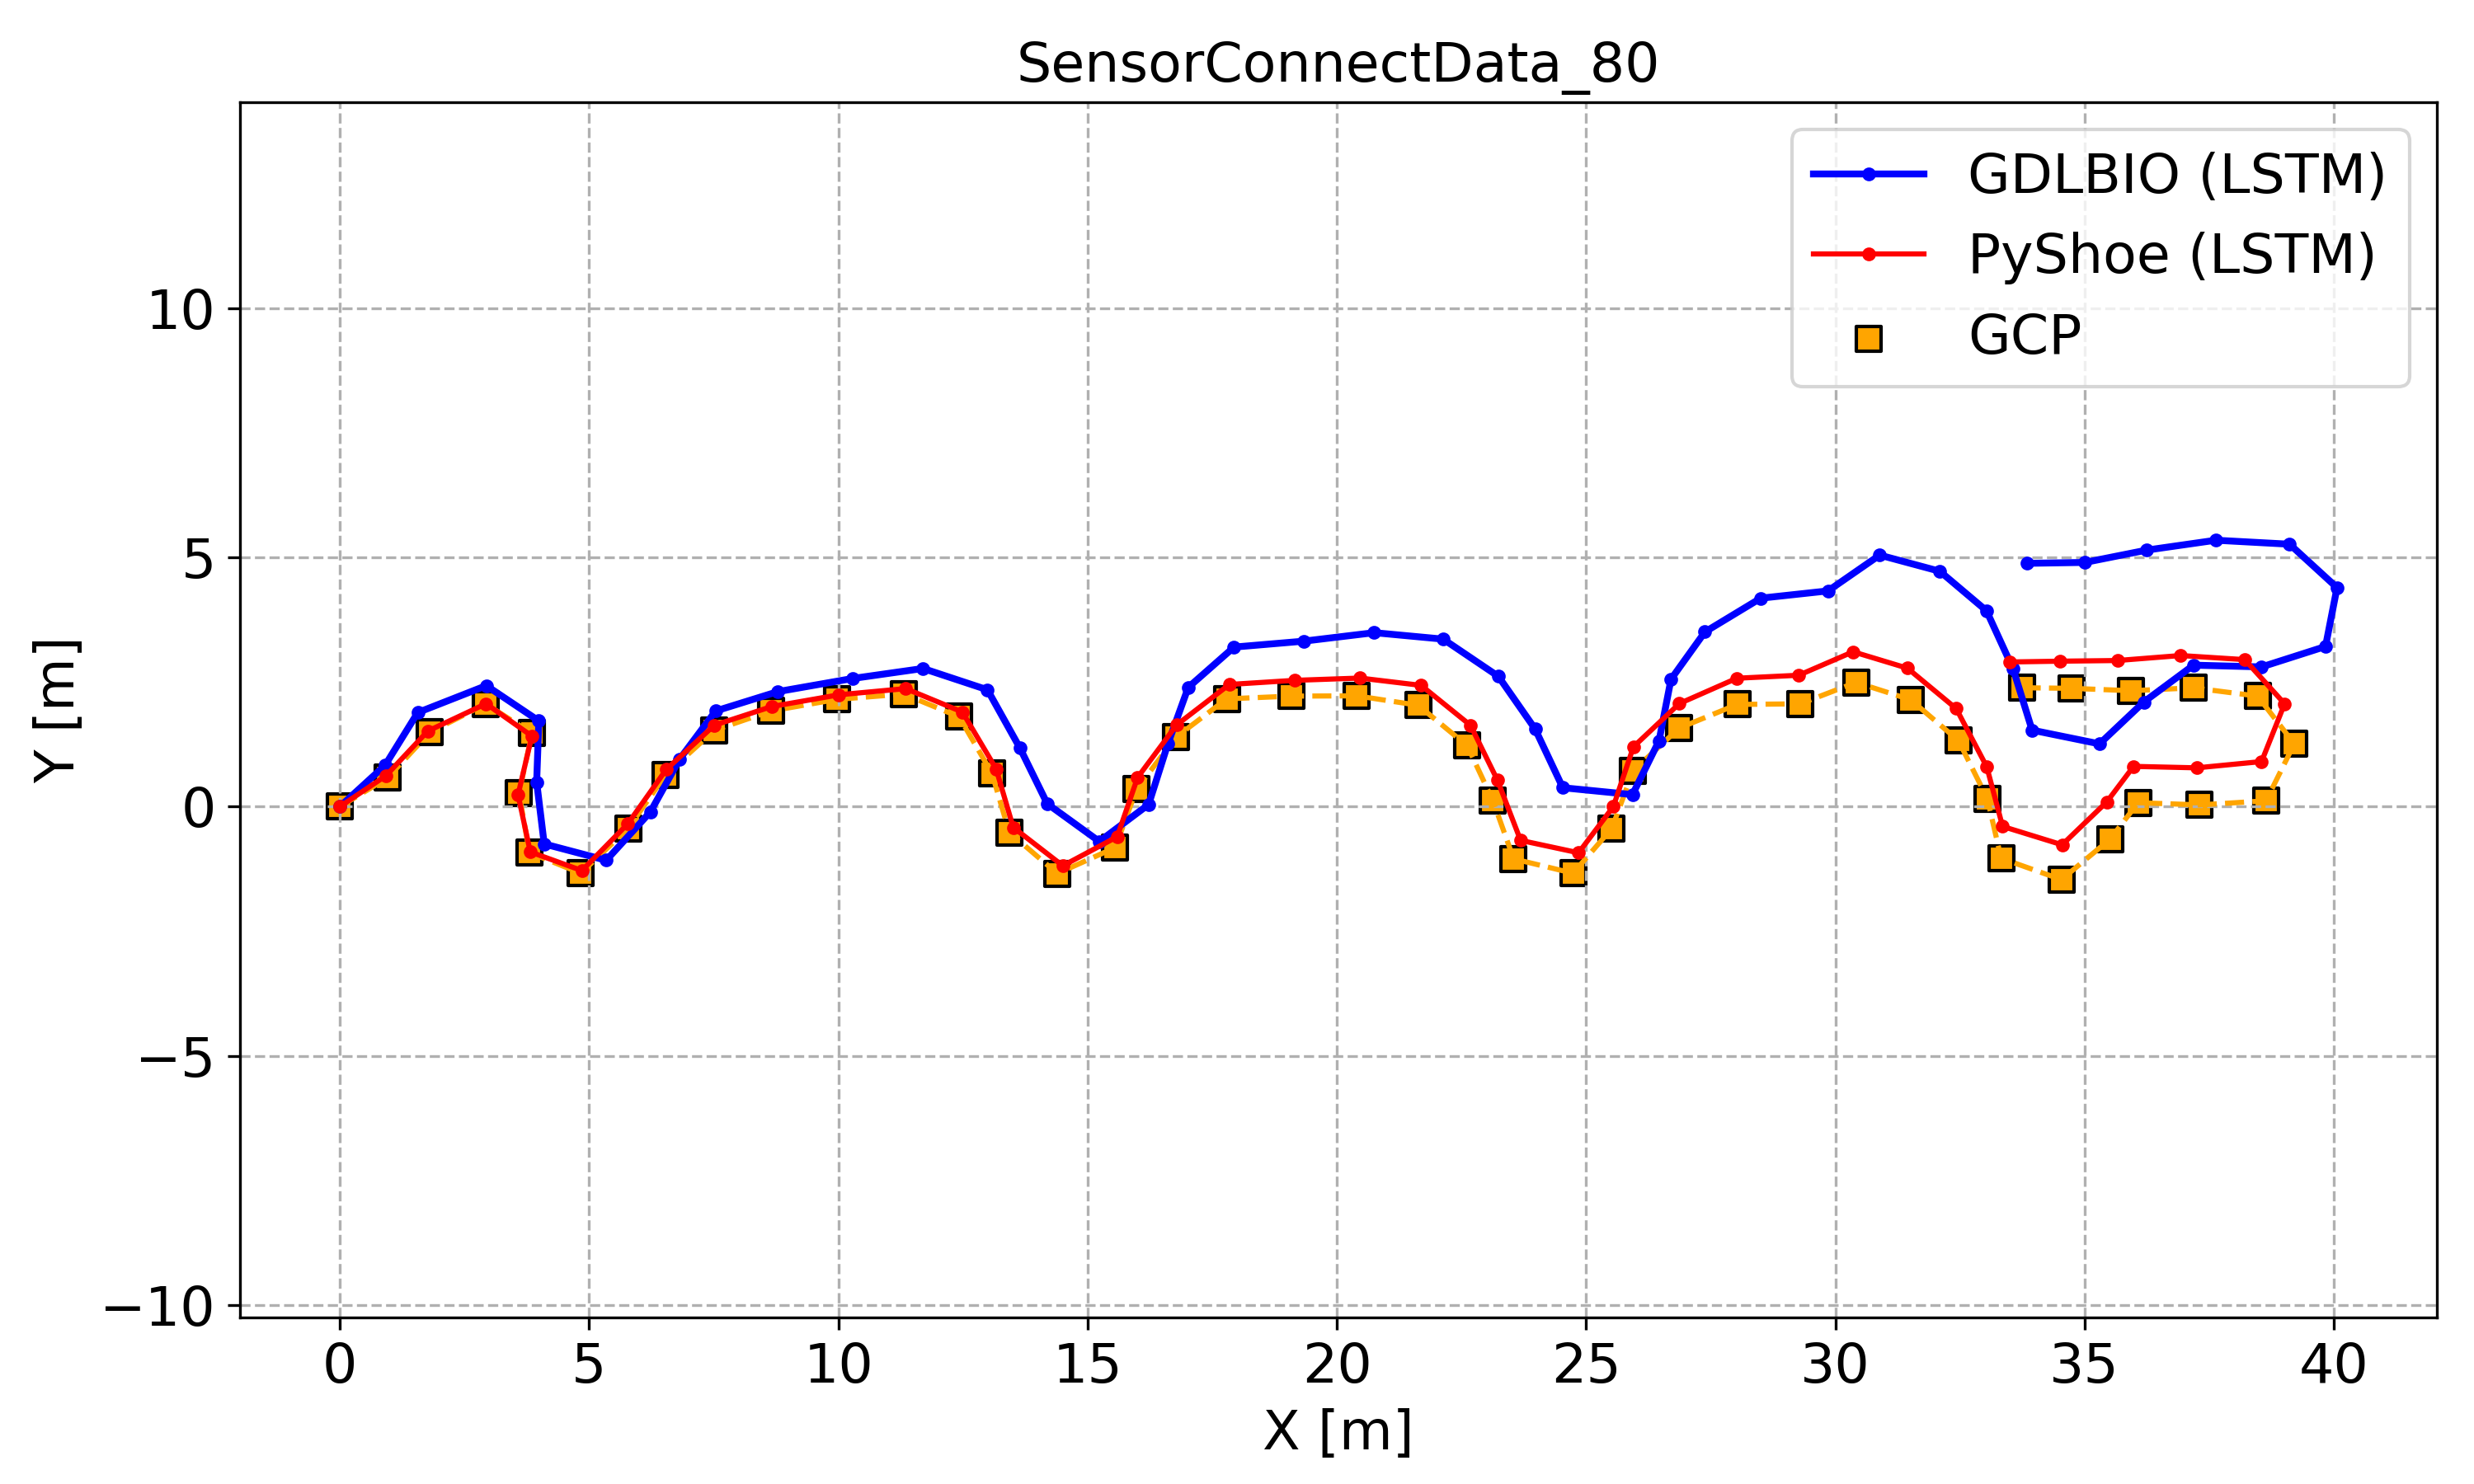 SensorConnectData_80
GDLBIO (LSTM)
PyShoe (LSTM)
GCP
Y [m]
10
5
0
−5
−10
0 5 10 15 20 25 30 35 40
X [m]